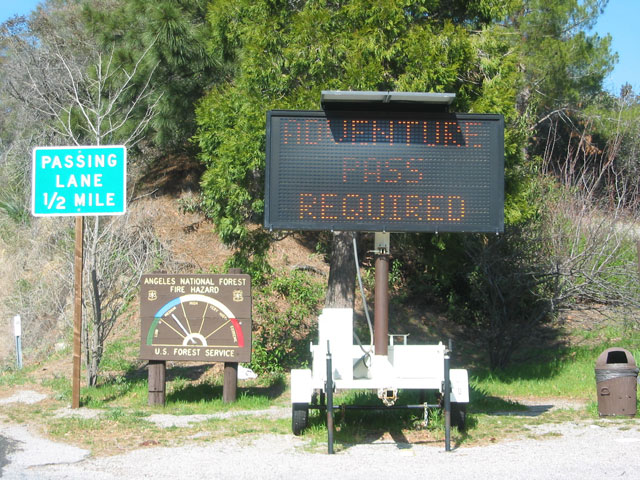 PASSING
LANE
1/2 MILE
ADVENTURE
PASS
REQUIRED
ANGELES NATIONAL FOREST
FIRE HAZARD
U.S. FOREST SERVICE